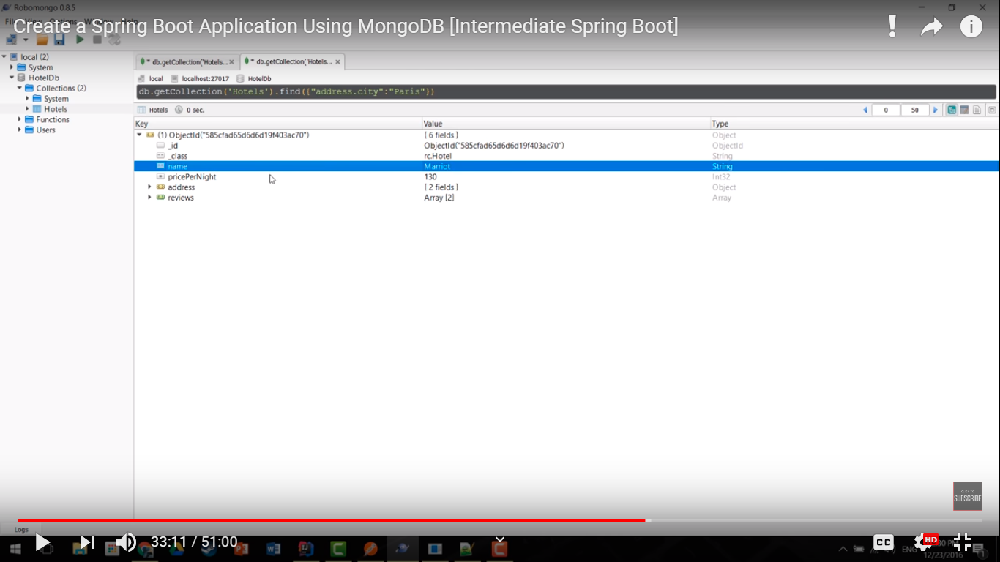 Robomongo 0.8.5
Create a Spring Boot Application Using MongoDB [Intermediate Spring Boot]
local (2)
System
HotelDb
Collections (2)
System
Hotels
Functions
Users
* db.getCollection('Hotels...
* db.getCollection('Hotels...
local localhost:27017 HotelDb
db.getCollection('Hotels').find({"address.city":"Paris"})
Hotels 0 sec. 0 50
Key Value Type
(1) ObjectId("585cfad65d6d6d19f403ac70") { 6 fields } Object
_id ObjectId("585cfad65d6d6d19f403ac70") ObjectId
_class rc.Hotel String
name Marriot String
pricePerNight 130 Int32
address { 2 fields } Object
reviews Array [2] Array
SUBSCRIBE
Logs
33:11 / 51:00
CC
HD
ENG
12/23/2016